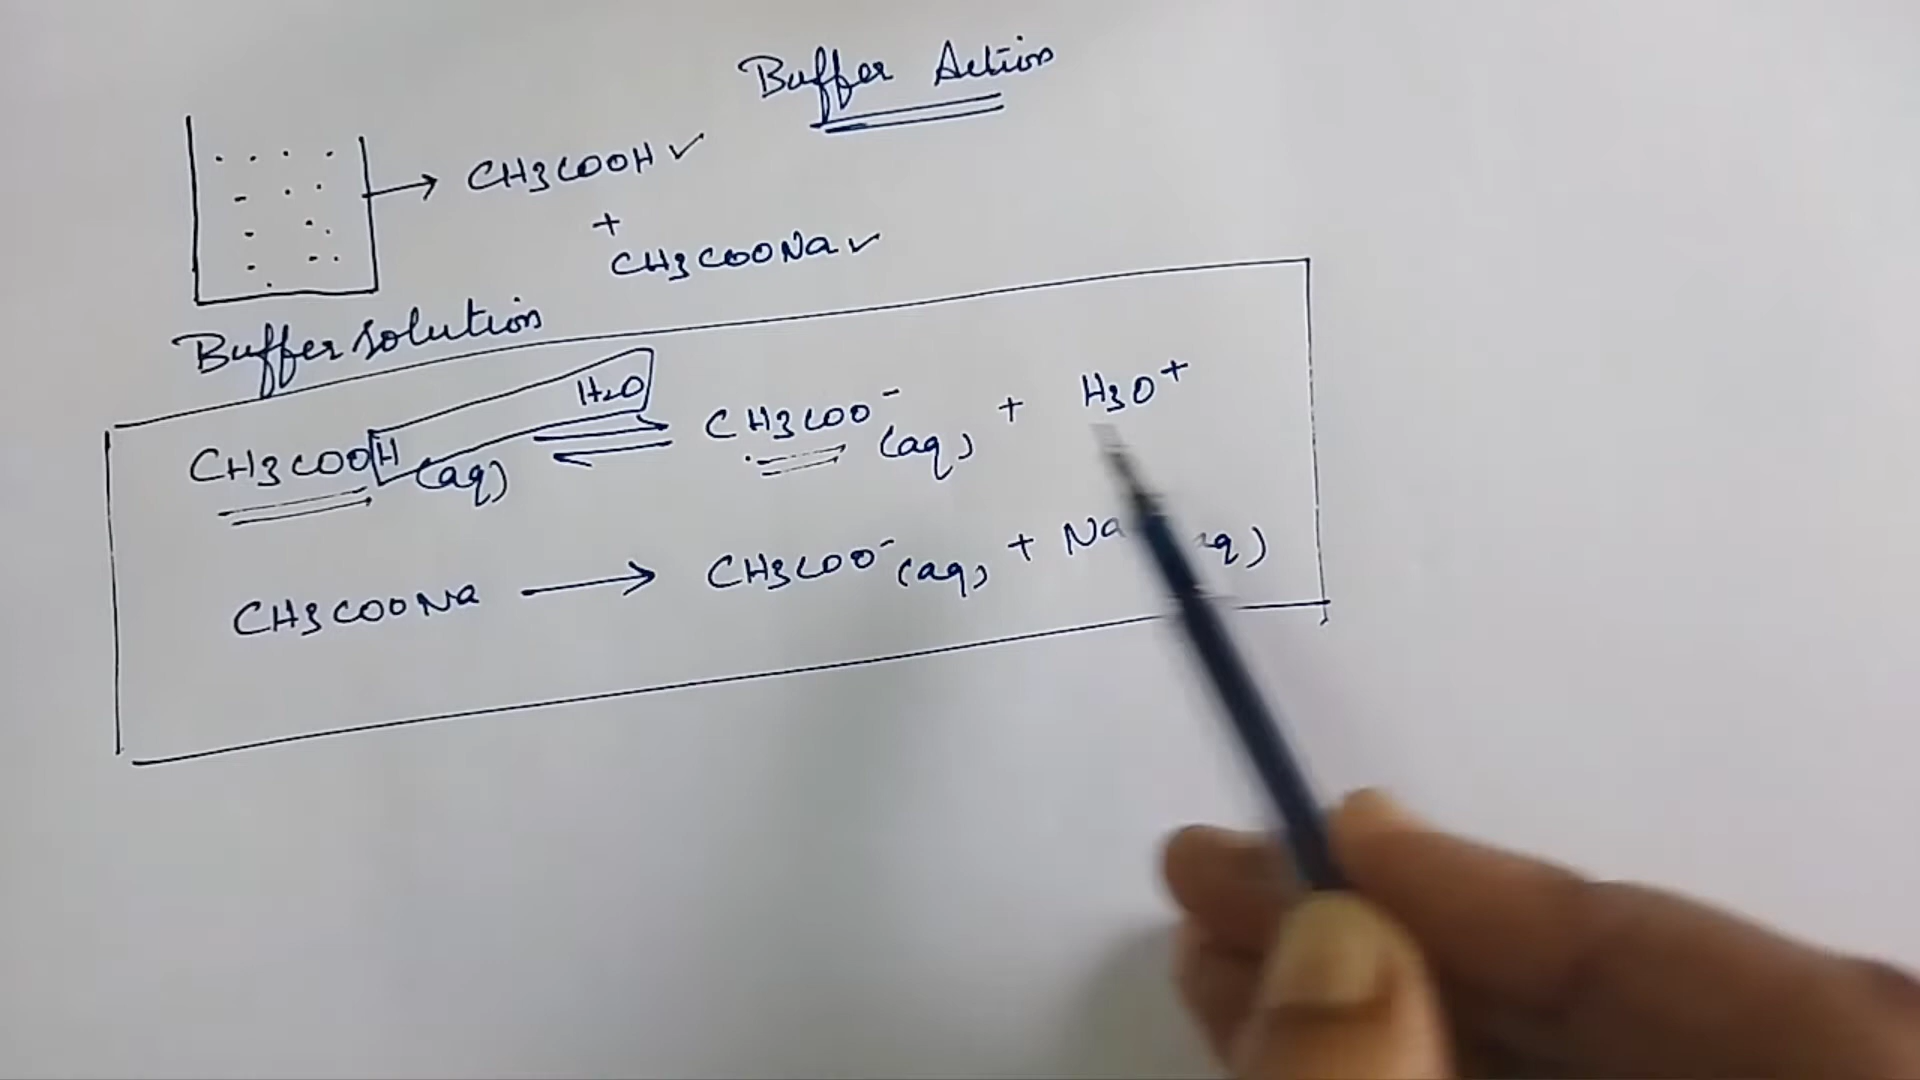 Buffer Action
→ CH3COOH ✓
+
CH3COONa ✓
Buffer solution
CH3COOH (aq) H2O ⇌ CH3COO⁻ (aq) + H3O+
CH3COONa → CH3COO⁻ (aq) + Na